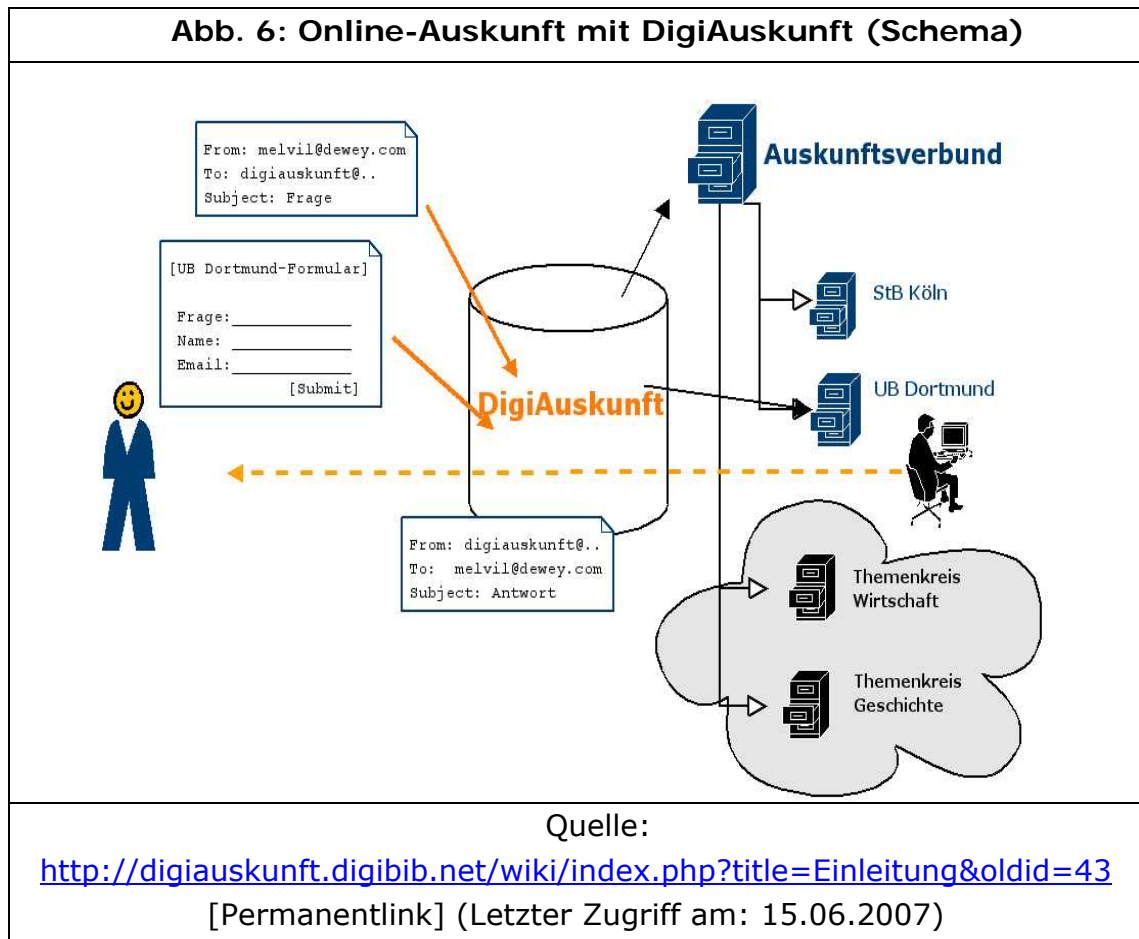 Abb. 6: Online-Auskunft mit DigiAuskunft (Schema)
From: melvil@dewey.com
To: digiauskunft@..
Subject: Frage
Auskunftsverbund
[UB Dortmund-Formular]
Frage:______________
Name: ______________
Email:______________
[Submit]
StB Köln
UB Dortmund
DigiAuskunft
From: digiauskunft@..
To: melvil@dewey.com
Subject: Antwort
Themenkreis
Wirtschaft
Themenkreis
Geschichte
Quelle:
http://digiauskunft.digibib.net/wiki/index.php?title=Einleitung&oldid=43
[Permanentlink] (Letzter Zugriff am: 15.06.2007)